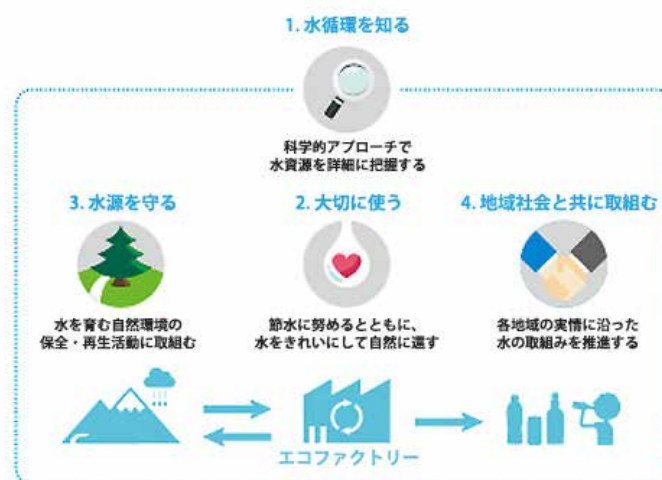 1. 水循環を知る
科学的アプローチで
水資源を詳細に把握する
3. 水源を守る
水を育む自然環境の
保全・再生活動に取組む
2. 大切に使う
節水に努めるとともに、
水をきれいにして自然に還す
4. 地域社会と共に取組む
各地域の実情に沿った
水の取組みを推進する
エコファクトリー